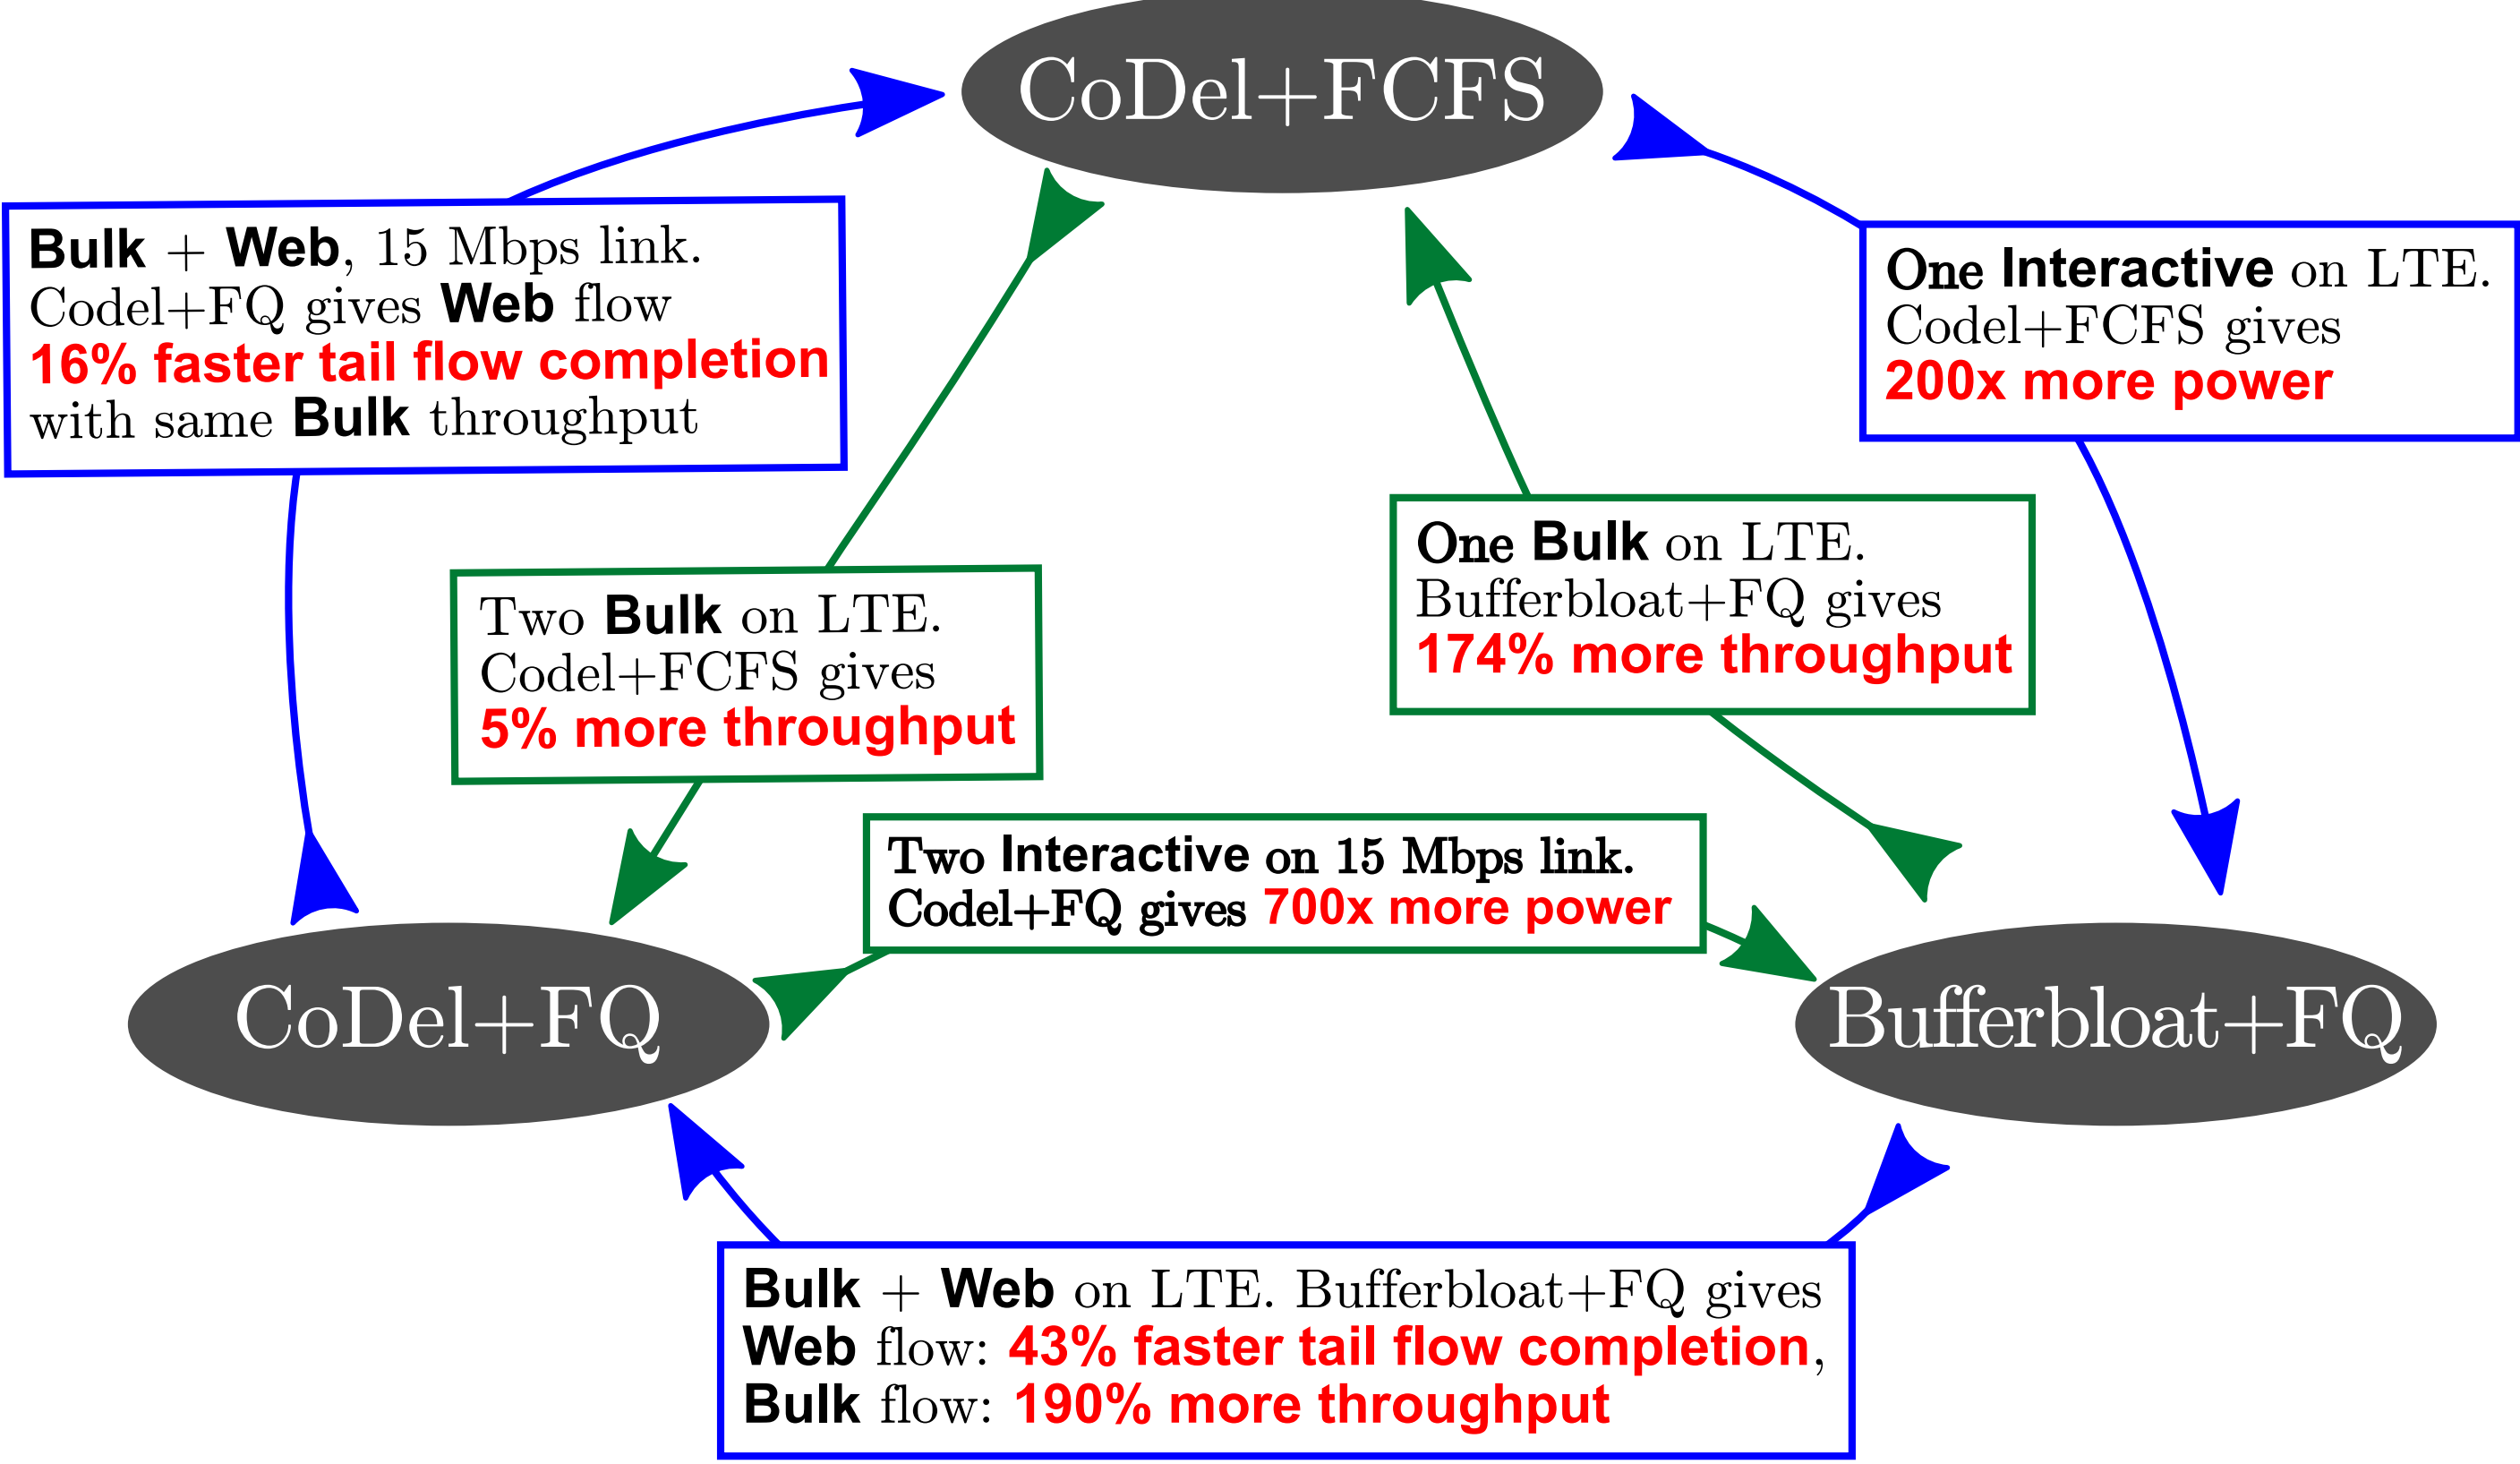 CoDel+FCFS
Bulk + Web, 15 Mbps link.
Codel+FQ gives Web flow
16% faster tail flow completion
with same Bulk throughput
One Interactive on LTE.
Codel+FCFS gives
200x more power
Two Bulk on LTE.
Codel+FCFS gives
5% more throughput
One Bulk on LTE.
Bufferbloat+FQ gives
174% more throughput
Two Interactive on 15 Mbps link.
Codel+FQ gives 700x more power
CoDel+FQ
Bufferbloat+FQ
Bulk + Web on LTE. Bufferbloat+FQ gives
Web flow: 43% faster tail flow completion,
Bulk flow: 190% more throughput